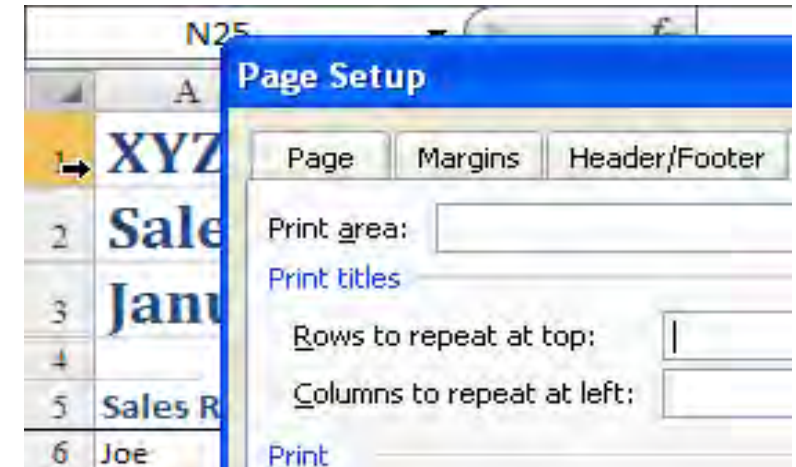 N25 fx
Page Setup
A
Page Margins Header/Footer
1 XYZ
2 Sale
Print area:
Print titles
3 Janu
Rows to repeat at top:
4
Columns to repeat at left:
5 Sales R
6 Joe
Print